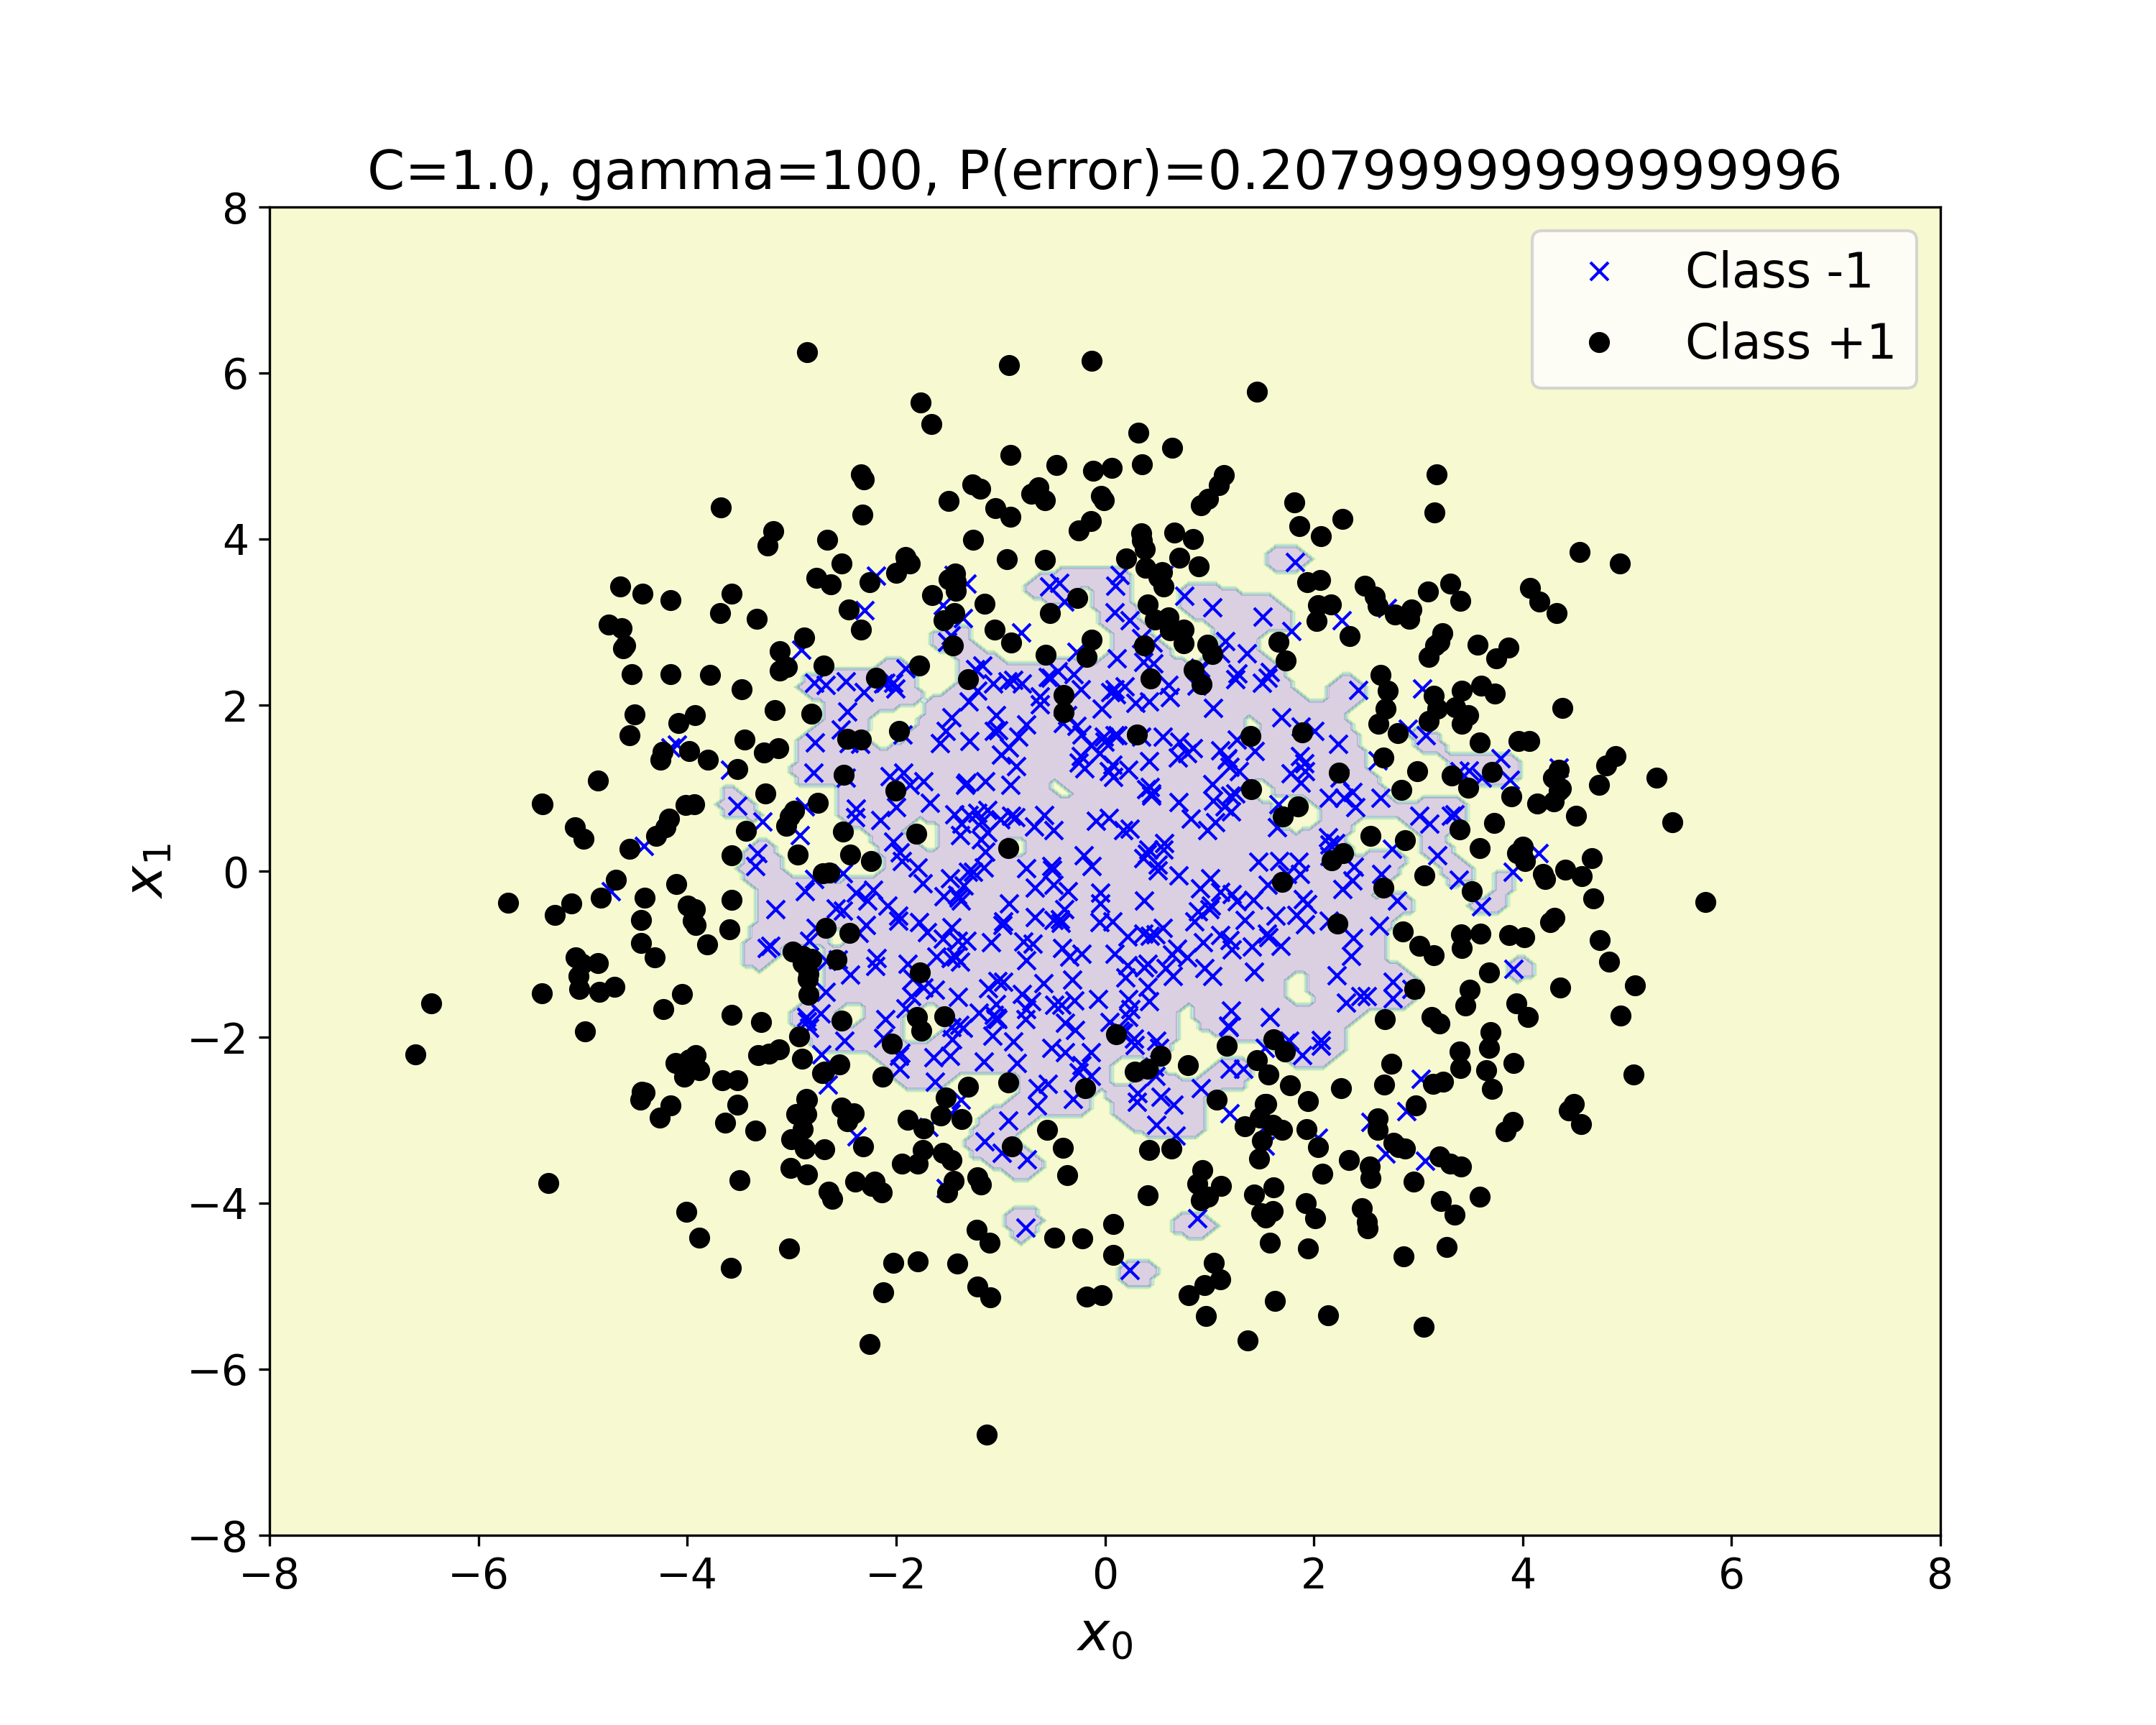 C=1.0, gamma=100, P(error)=0.20799999999999996
8
6
4
2
0
−2
−4
−6
−8
x1
Class -1
Class +1
−8 −6 −4 −2 0 2 4 6 8
x0